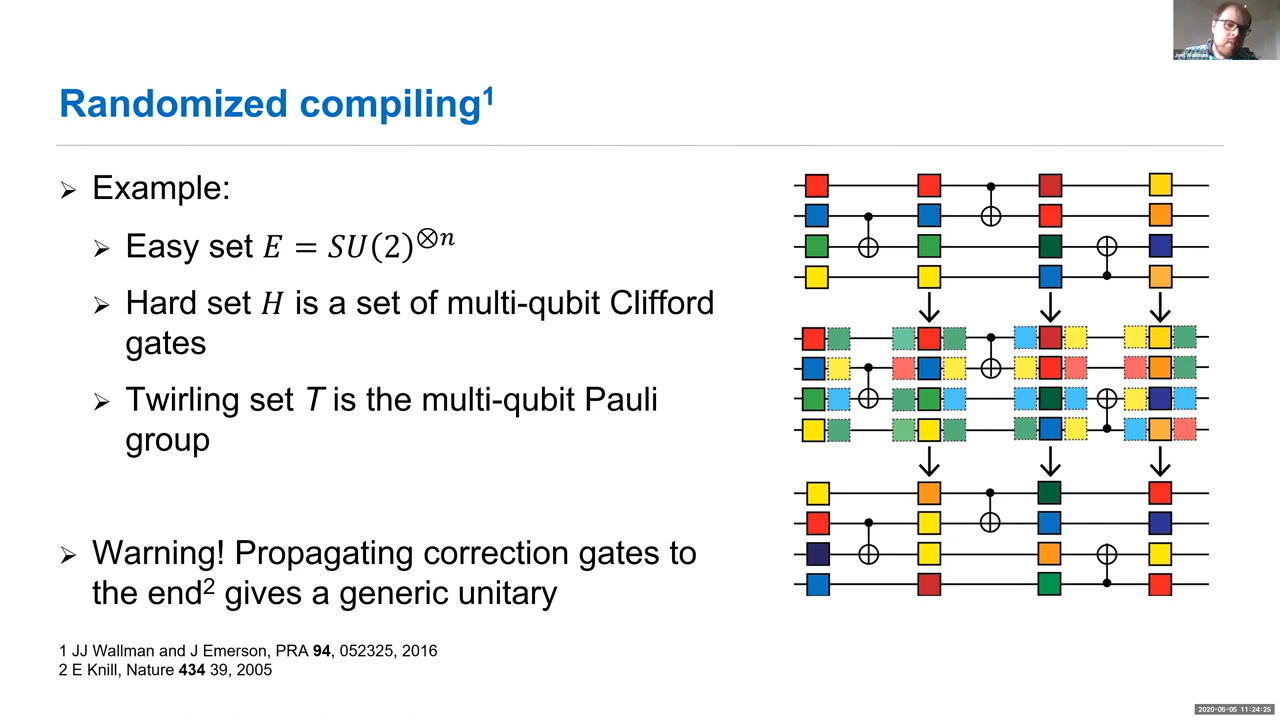 Randomized compiling¹
Example:
Easy set E = SU(2)^⊗n
Hard set H is a set of multi-qubit Clifford
gates
Twirling set T is the multi-qubit Pauli
group
Warning! Propagating correction gates to
the end² gives a generic unitary
1 JJ Wallman and J Emerson, PRA 94, 052325, 2016
2 E Knill, Nature 434 39, 2005
2020-05-05 11:24:25